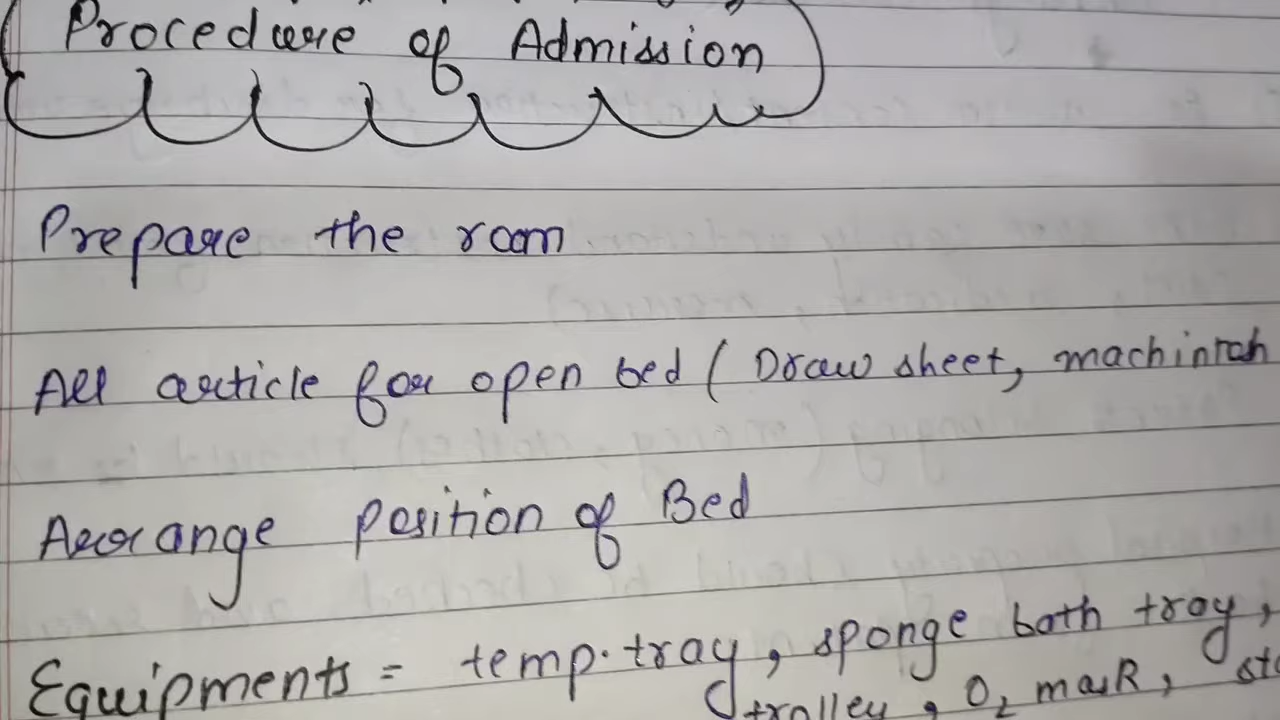 Procedure of Admission
Prepare the room
All article for open bed (Draw sheet, machintoh
Arrange position of Bed
Equipments = temp. tray, sponge bath tray,
trolley, O₂ mask,